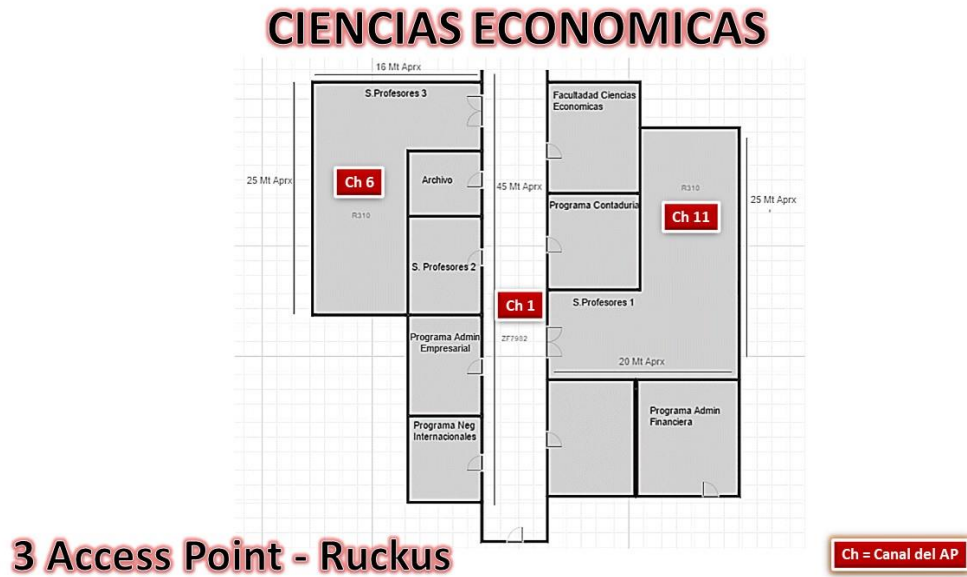 CIENCIAS ECONOMICAS
16 Mt Aprx
S.Profesores 3
Facultadad Ciencias
Economicas
25 Mt Aprx
Ch 6
R310
Archivo
45 Mt Aprx
Programa Contaduria
R310
Ch 11
25 Mt Aprx
S. Profesores 2
Ch 1
ZF7982
S.Profesores 1
Programa Admin
Empresarial
20 Mt Aprx
Programa Neg
Internacionales
Programa Admin
Financiera
3 Access Point - Ruckus
Ch = Canal del AP